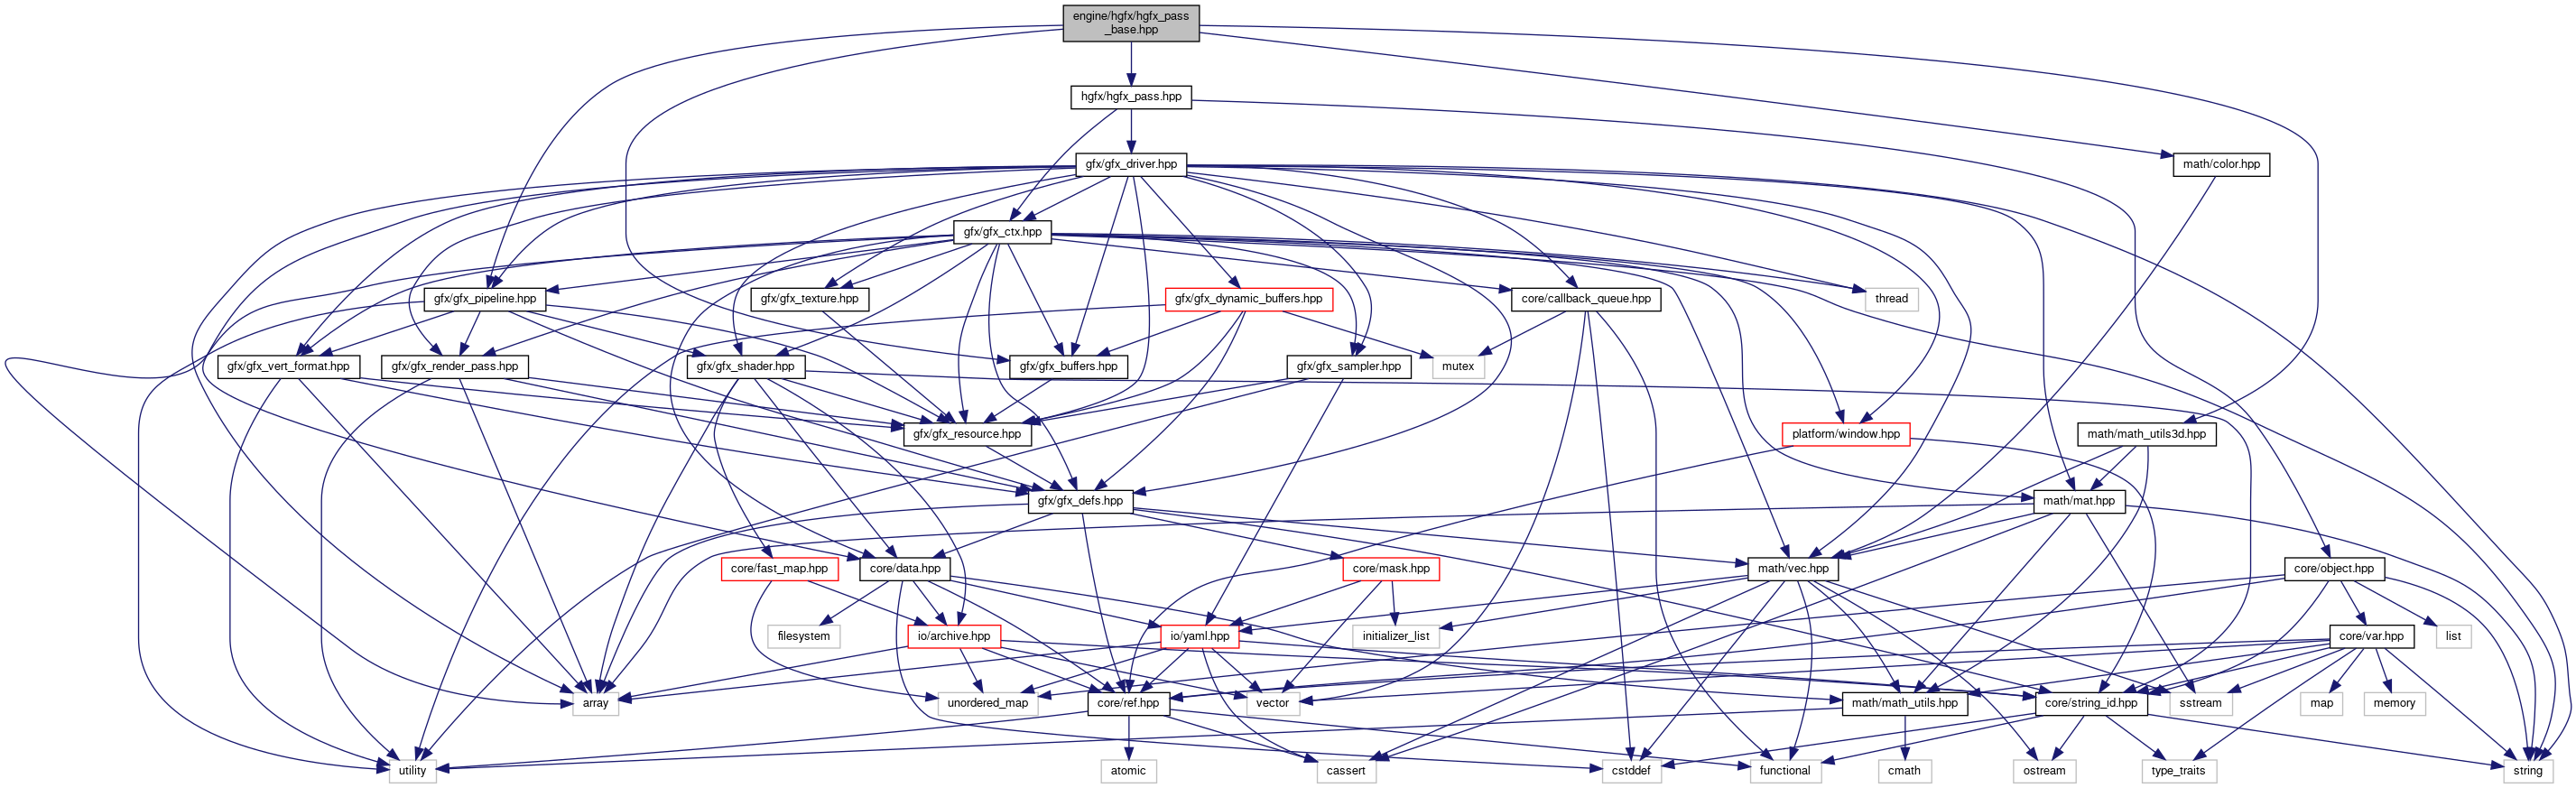 engine/hgfx/hgfx_pass
_base.hpp
hgfx/hgfx_pass.hpp
gfx/gfx_driver.hpp
math/color.hpp
gfx/gfx_ctx.hpp
gfx/gfx_pipeline.hpp
gfx/gfx_texture.hpp
gfx/gfx_dynamic_buffers.hpp
core/callback_queue.hpp
thread
gfx/gfx_vert_format.hpp
gfx/gfx_render_pass.hpp
gfx/gfx_shader.hpp
gfx/gfx_buffers.hpp
gfx/gfx_sampler.hpp
mutex
gfx/gfx_resource.hpp
platform/window.hpp
math/math_utils3d.hpp
gfx/gfx_defs.hpp
math/mat.hpp
core/fast_map.hpp
core/data.hpp
core/mask.hpp
math/vec.hpp
core/object.hpp
filesystem
io/archive.hpp
io/yaml.hpp
initializer_list
core/var.hpp
list
array
unordered_map
core/ref.hpp
vector
math/math_utils.hpp
core/string_id.hpp
sstream
map
memory
utility
atomic
cassert
cstddef
functional
cmath
ostream
type_traits
string